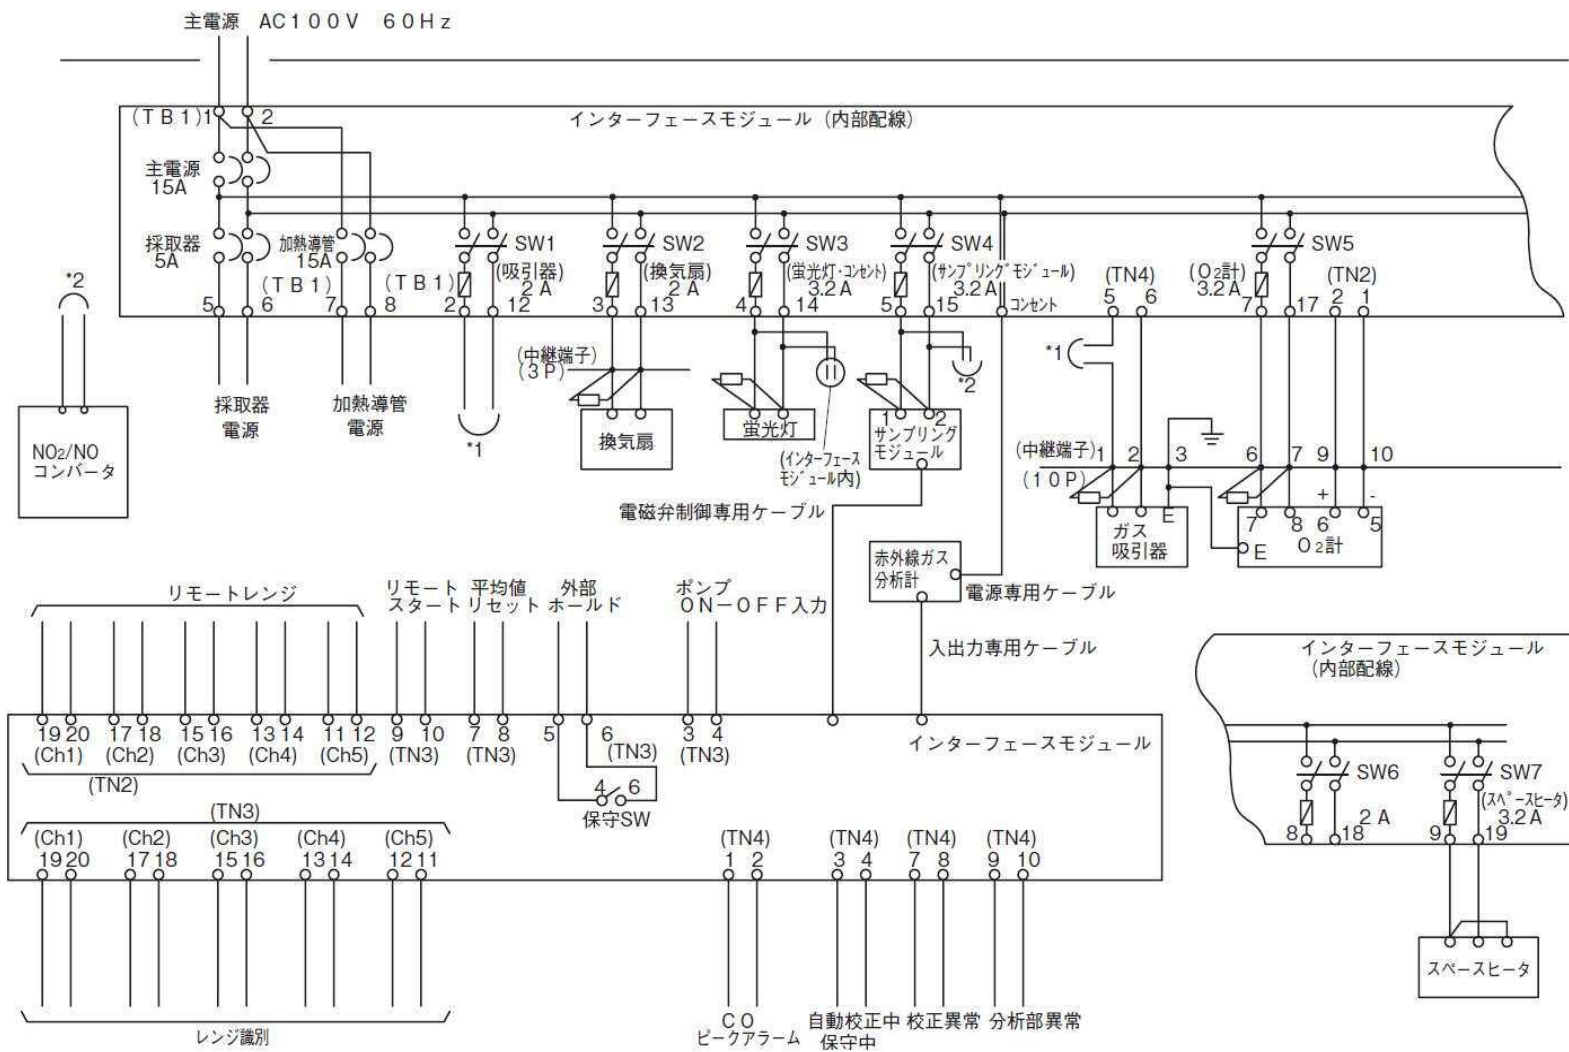 主電源 AC100V 60Hz
(TB1)1 2
インターフェースモジュール (内部配線)
主電源
15A
採取器
5A
加熱導管
15A
(TB1)
(TB1)
5 6 7 8 2 12
SW1
(吸引器)
2A
SW2
(換気扇)
2A
3 13
SW3
(蛍光灯・コンセント)
3.2A
4 14
SW4
(サンプリングモジュール)
3.2A
5 15
コンセント
(TN4)
5 6
SW5
(O2計)
3.2A
7 17
(TN2)
2 1
*2
NO2/NO
コンバータ
採取器
電源
加熱導管
電源
*1
(中継端子)
(3P)
換気扇
蛍光灯
(インターフェース
モジュール内)
1 2
サンプリング
モジュール
*2
*1
(中継端子)
(10P)
1 2 3 6 7 9 10
E
ガス
吸引器
+ -
7 8 6 5
E O2計
電磁弁制御専用ケーブル
赤外線ガス
分析計
電源専用ケーブル
入出力専用ケーブル
リモートレンジ
リモート
スタート
平均値
リセット
外部
ホールド
ポンプ
ON-OFF入力
19 20 17 18 15 16 13 14 11 12 9 10 7 8 5 6 3 4
(Ch1) (Ch2) (Ch3) (Ch4) (Ch5) (TN3) (TN3) (TN3) (TN3)
(TN2)
4 6
保守SW
インターフェースモジュール
(TN3)
(Ch1) (Ch2) (Ch3) (Ch4) (Ch5)
19 20 17 18 15 16 13 14 12 11
(TN4) (TN4) (TN4) (TN4)
1 2 3 4 7 8 9 10
レンジ識別
CO
ピークアラーム
自動校正中
保守中
校正異常
分析部異常
インターフェースモジュール
(内部配線)
SW6
2A
8 18
SW7
(スペースヒータ)
3.2A
9 19
スペースヒータ